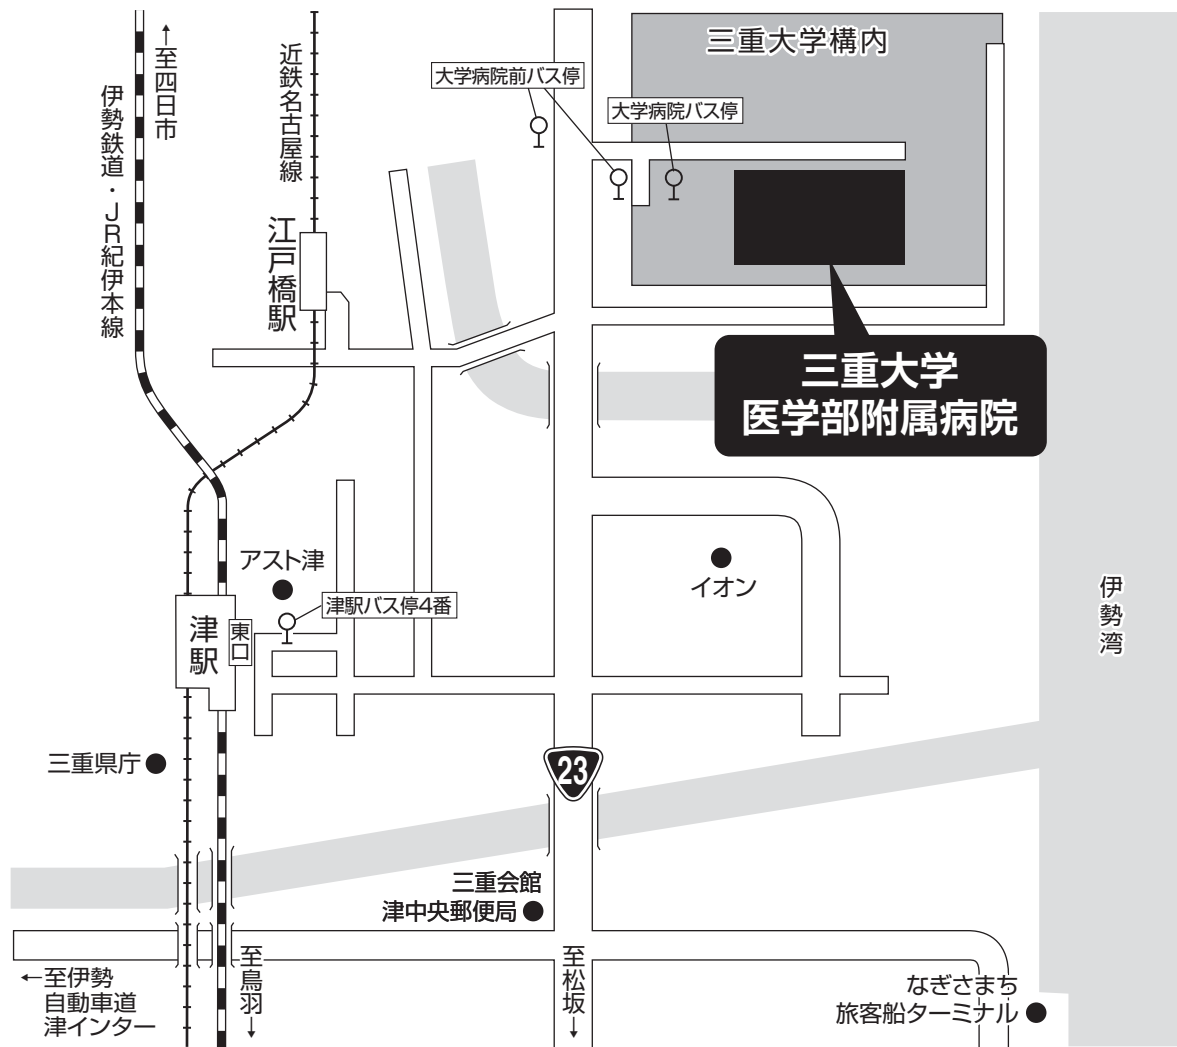 三重大学構内
↑至四日市
近鉄名古屋線
大学病院前バス停
伊勢鉄道・JR紀伊本線
大学病院バス停
江戸橋駅
三重大学
医学部附属病院
アスト津
イオン
津駅バス停4番
伊勢湾
津駅
東口
三重県庁
23
三重会館
津中央郵便局
←至伊勢
自動車道
津インター
至鳥羽→
至松坂→
なぎさまち
旅客船ターミナル